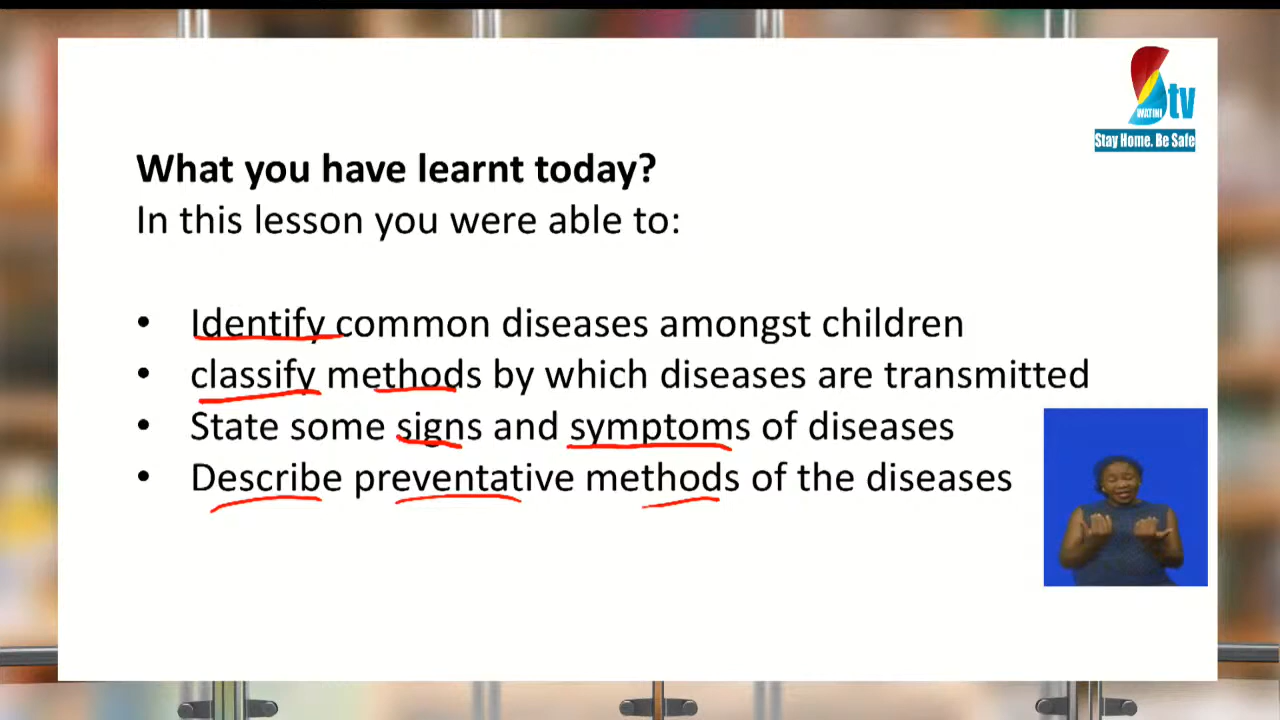 WATINI
tv
Stay Home. Be Safe
What you have learnt today?
In this lesson you were able to:
• Identify common diseases amongst children
• classify methods by which diseases are transmitted
• State some signs and symptoms of diseases
• Describe preventative methods of the diseases